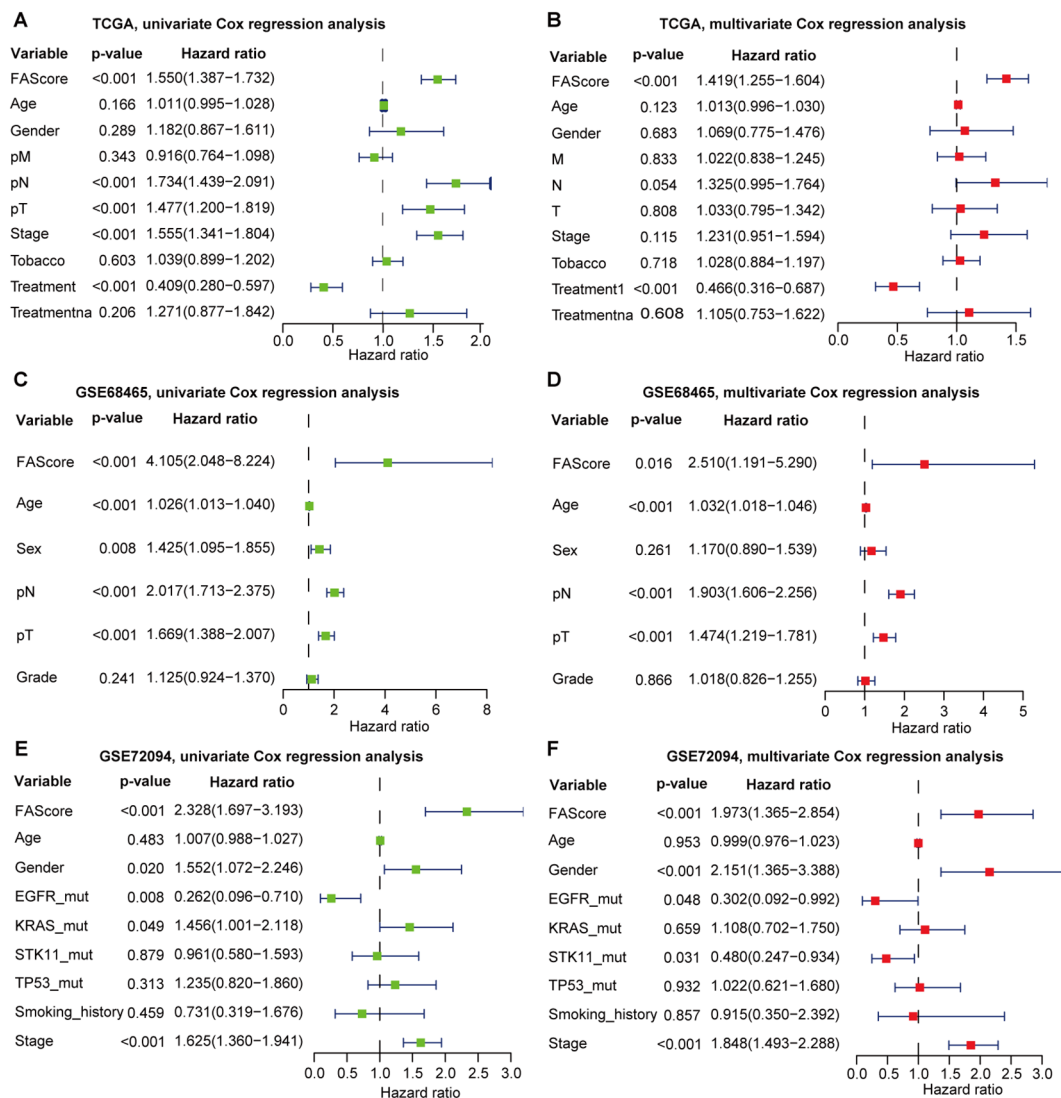 A
TCGA, univariate Cox regression analysis
Variable p-value Hazard ratio
FAScore <0.001 1.550(1.387−1.732)
Age 0.166 1.011(0.995−1.028)
Gender 0.289 1.182(0.867−1.611)
pM 0.343 0.916(0.764−1.098)
pN <0.001 1.734(1.439−2.091)
pT <0.001 1.477(1.200−1.819)
Stage <0.001 1.555(1.341−1.804)
Tobacco 0.603 1.039(0.899−1.202)
Treatment <0.001 0.409(0.280−0.597)
Treatmentna 0.206 1.271(0.877−1.842)
0.0 0.5 1.0 1.5 2.0
Hazard ratio
B
TCGA, multivariate Cox regression analysis
Variable p-value Hazard ratio
FAScore <0.001 1.419(1.255−1.604)
Age 0.123 1.013(0.996−1.030)
Gender 0.683 1.069(0.775−1.476)
M 0.833 1.022(0.838−1.245)
N 0.054 1.325(0.995−1.764)
T 0.808 1.033(0.795−1.342)
Stage 0.115 1.231(0.951−1.594)
Tobacco 0.718 1.028(0.884−1.197)
Treatment1 <0.001 0.466(0.316−0.687)
Treatmentna 0.608 1.105(0.753−1.622)
0.0 0.5 1.0 1.5
Hazard ratio
C
GSE68465, univariate Cox regression analysis
Variable p-value Hazard ratio
FAScore <0.001 4.105(2.048−8.224)
Age <0.001 1.026(1.013−1.040)
Sex 0.008 1.425(1.095−1.855)
pN <0.001 2.017(1.713−2.375)
pT <0.001 1.669(1.388−2.007)
Grade 0.241 1.125(0.924−1.370)
0 2 4 6 8
Hazard ratio
D
GSE68465, multivariate Cox regression analysis
Variable p-value Hazard ratio
FAScore 0.016 2.510(1.191−5.290)
Age <0.001 1.032(1.018−1.046)
Sex 0.261 1.170(0.890−1.539)
pN <0.001 1.903(1.606−2.256)
pT <0.001 1.474(1.219−1.781)
Grade 0.866 1.018(0.826−1.255)
0 1 2 3 4 5
Hazard ratio
E
GSE72094, univariate Cox regression analysis
Variable p-value Hazard ratio
FAScore <0.001 2.328(1.697−3.193)
Age 0.483 1.007(0.988−1.027)
Gender 0.020 1.552(1.072−2.246)
EGFR_mut 0.008 0.262(0.096−0.710)
KRAS_mut 0.049 1.456(1.001−2.118)
STK11_mut 0.879 0.961(0.580−1.593)
TP53_mut 0.313 1.235(0.820−1.860)
Smoking_history 0.459 0.731(0.319−1.676)
Stage <0.001 1.625(1.360−1.941)
0.0 0.5 1.0 1.5 2.0 2.5 3.0
Hazard ratio
F
GSE72094, multivariate Cox regression analysis
Variable p-value Hazard ratio
FAScore <0.001 1.973(1.365−2.854)
Age 0.953 0.999(0.976−1.023)
Gender <0.001 2.151(1.365−3.388)
EGFR_mut 0.048 0.302(0.092−0.992)
KRAS_mut 0.659 1.108(0.702−1.750)
STK11_mut 0.031 0.480(0.247−0.934)
TP53_mut 0.932 1.022(0.621−1.680)
Smoking_history 0.857 0.915(0.350−2.392)
Stage <0.001 1.848(1.493−2.288)
0.0 0.5 1.0 1.5 2.0 2.5 3.0
Hazard ratio